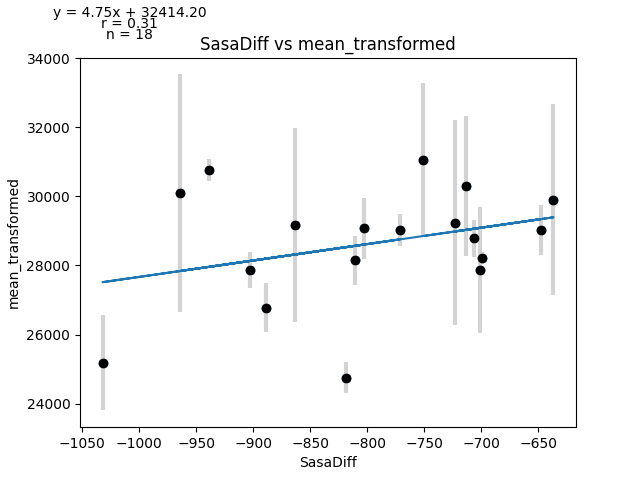 y = 4.75x + 32414.20
r = 0.31
n = 18
SasaDiff vs mean_transformed
34000
32000
30000
28000
26000
24000
mean_transformed
−1050 −1000 −950 −900 −850 −800 −750 −700 −650
SasaDiff